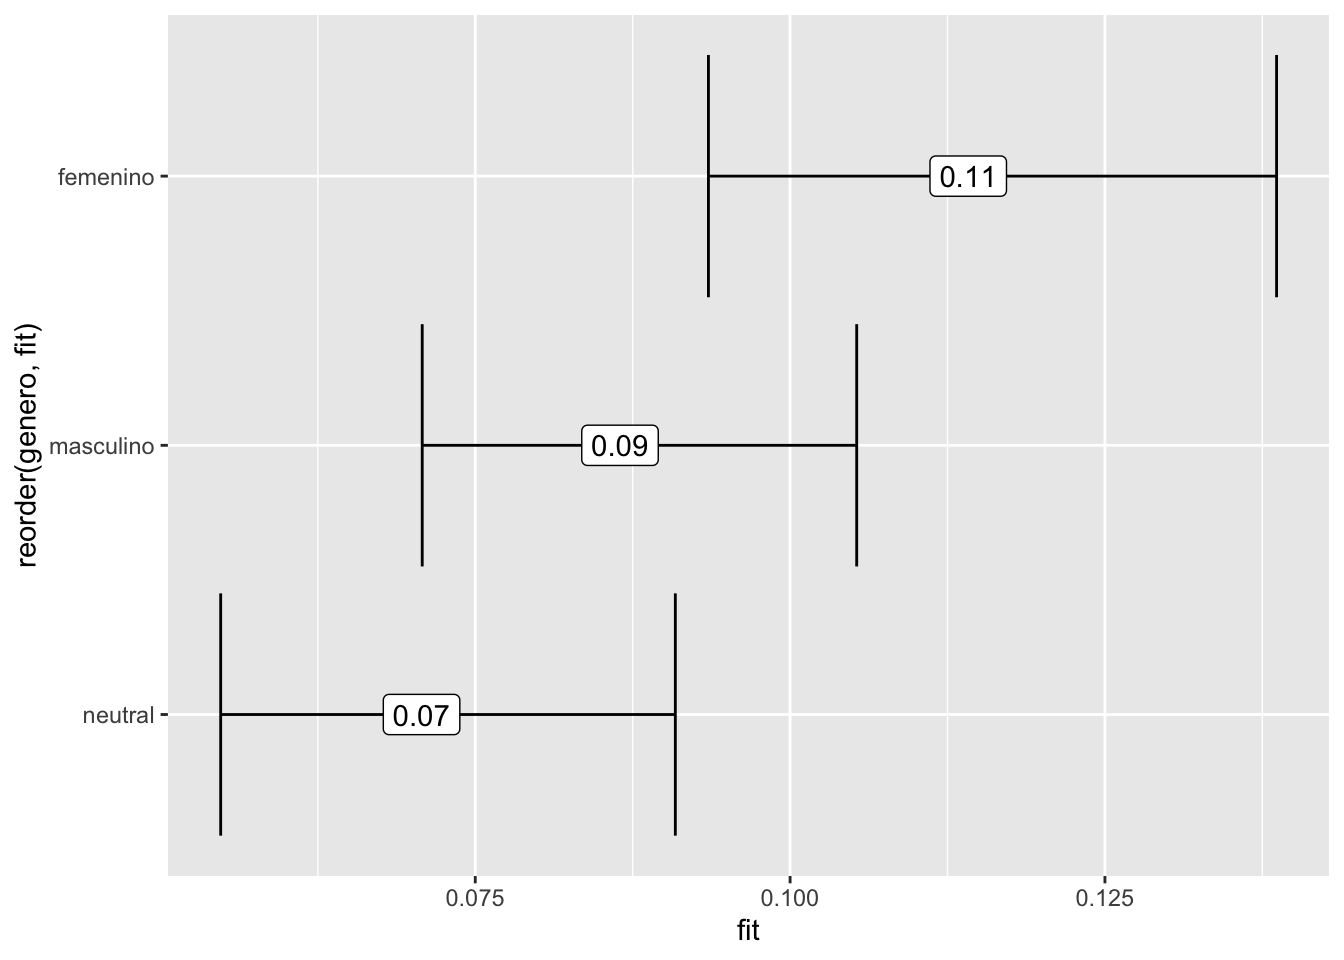 reorder(genero, fit)
femenino
0.11
masculino
0.09
neutral
0.07
0.075 0.100 0.125
fit